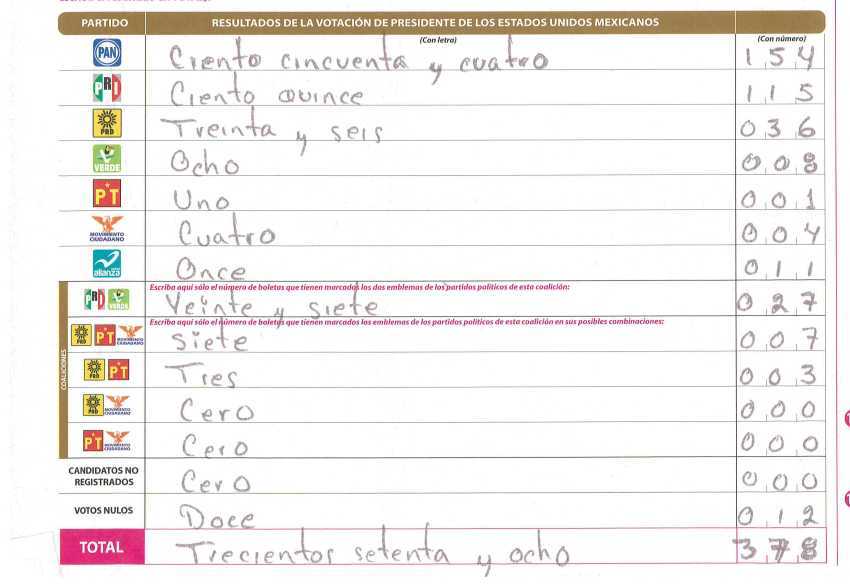 PARTIDO RESULTADOS DE LA VOTACIÓN DE PRESIDENTE DE LOS ESTADOS UNIDOS MEXICANOS
(Con letra) (Con número)
PAN Ciento cincuenta y cuatro 154
PRI Ciento quince 115
PRD Treinta y seis 036
VERDE Ocho 008
PT Uno 001
MOVIMIENTO CIUDADANO Cuatro 004
alianza Once 011
COALICIONES
Escriba aquí sólo el número de boletas que tienen marcados los dos emblemas de los partidos políticos de esta coalición:
PRI VERDE Veinte y siete 027
Escriba aquí sólo el número de boletas que tienen marcados los emblemas de los partidos políticos de esta coalición en sus posibles combinaciones:
PRD PT MOVIMIENTO CIUDADANO Siete 007
PRD PT Tres 003
PRD MOVIMIENTO CIUDADANO Cero 000
PT MOVIMIENTO CIUDADANO Cero 000
CANDIDATOS NO REGISTRADOS Cero 000
VOTOS NULOS Doce 012
TOTAL Trecientos setenta y ocho 378